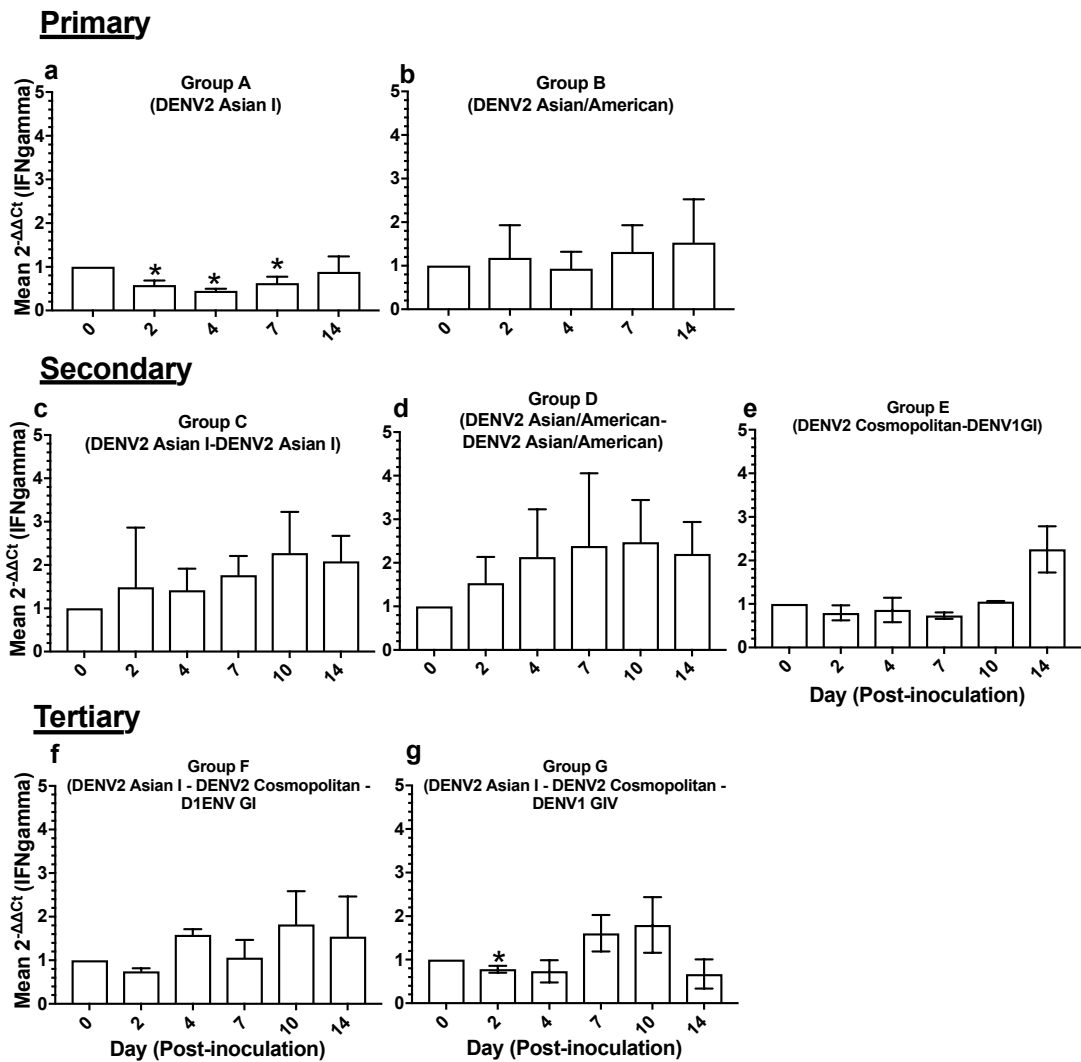 Primary
a
Group A
(DENV2 Asian I)
Mean 2-ΔΔCt (IFNgamma)
5
4
3
2
1
0
* * *
0 2 4 7 14
b
Group B
(DENV2 Asian/American)
5
4
3
2
1
0
0 2 4 7 14
Secondary
c
Group C
(DENV2 Asian I-DENV2 Asian I)
Mean 2-ΔΔCt (IFNgamma)
5
4
3
2
1
0
0 2 4 7 10 14
d
Group D
(DENV2 Asian/American-
DENV2 Asian/American)
5
4
3
2
1
0
0 2 4 7 10 14
e
Group E
(DENV2 Cosmopolitan-DENV1GI)
5
4
3
2
1
0
0 2 4 7 10 14
Day (Post-inoculation)
Tertiary
f
Group F
(DENV2 Asian I - DENV2 Cosmopolitan -
D1ENV GI
Mean 2-ΔΔCt (IFNgamma)
5
4
3
2
1
0
0 2 4 7 10 14
Day (Post-inoculation)
g
Group G
(DENV2 Asian I - DENV2 Cosmopolitan -
DENV1 GIV
5
4
3
2
1
0
*
0 2 4 7 10 14
Day (Post-inoculation)